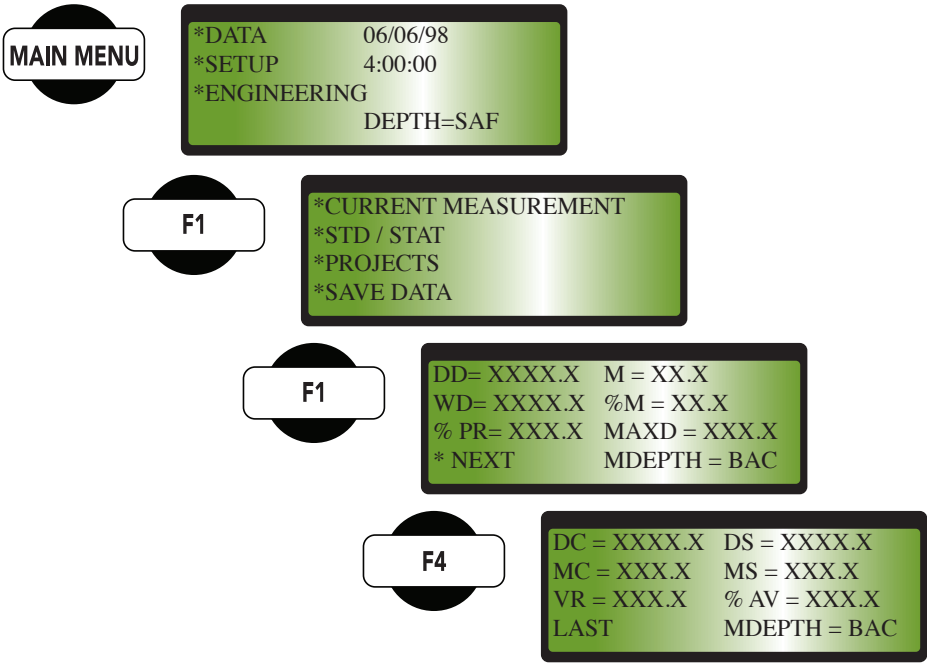 MAIN MENU
*DATA 06/06/98
*SETUP 4:00:00
*ENGINEERING
DEPTH=SAF
F1
*CURRENT MEASUREMENT
*STD / STAT
*PROJECTS
*SAVE DATA
F1
DD= XXXX.X M = XX.X
WD= XXXX.X %M = XX.X
% PR= XXX.X MAXD = XXX.X
* NEXT MDEPTH = BAC
F4
DC = XXXX.X DS = XXXX.X
MC = XXX.X MS = XXX.X
VR = XXX.X % AV = XXX.X
LAST MDEPTH = BAC